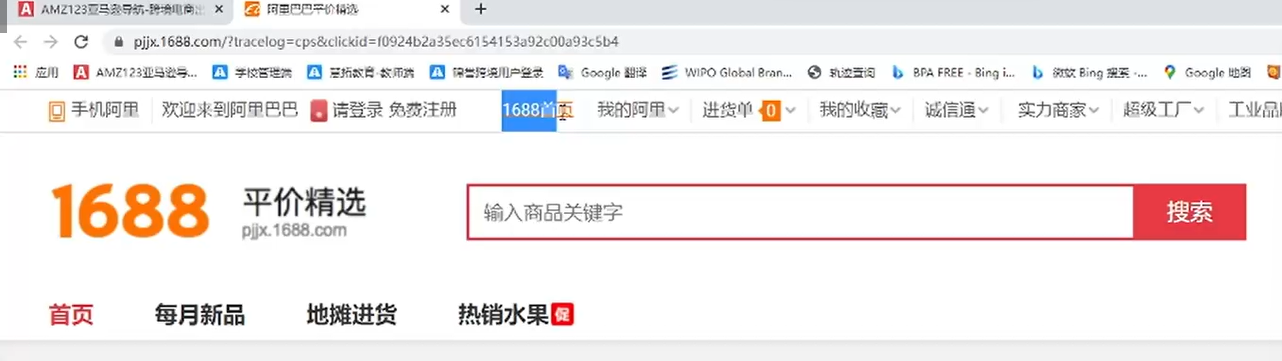 AMZ123亚马逊导航-跨境电商出
阿里巴巴平价精选
pjjx.1688.com/?tracelog=cps&clickid=f0924b2a35ec6154153a92c00a93c5b4
应用 AMZ123亚马逊导... 学校管理端 慧拓教育-教师端 跨境用户登录 Google 翻译 WIPO Global Bran... 轨迹查询 BPA FREE - Bing i... 微软 Bing 搜索 -... Google 地图
手机阿里 欢迎来到阿里巴巴 请登录 免费注册 1688首页 我的阿里 进货单 0 我的收藏 诚信通 实力商家 超级工厂 工业品
1688 平价精选 输入商品关键字 搜索
pjjx.1688.com
首页 每月新品 地摊进货 热销水果 促